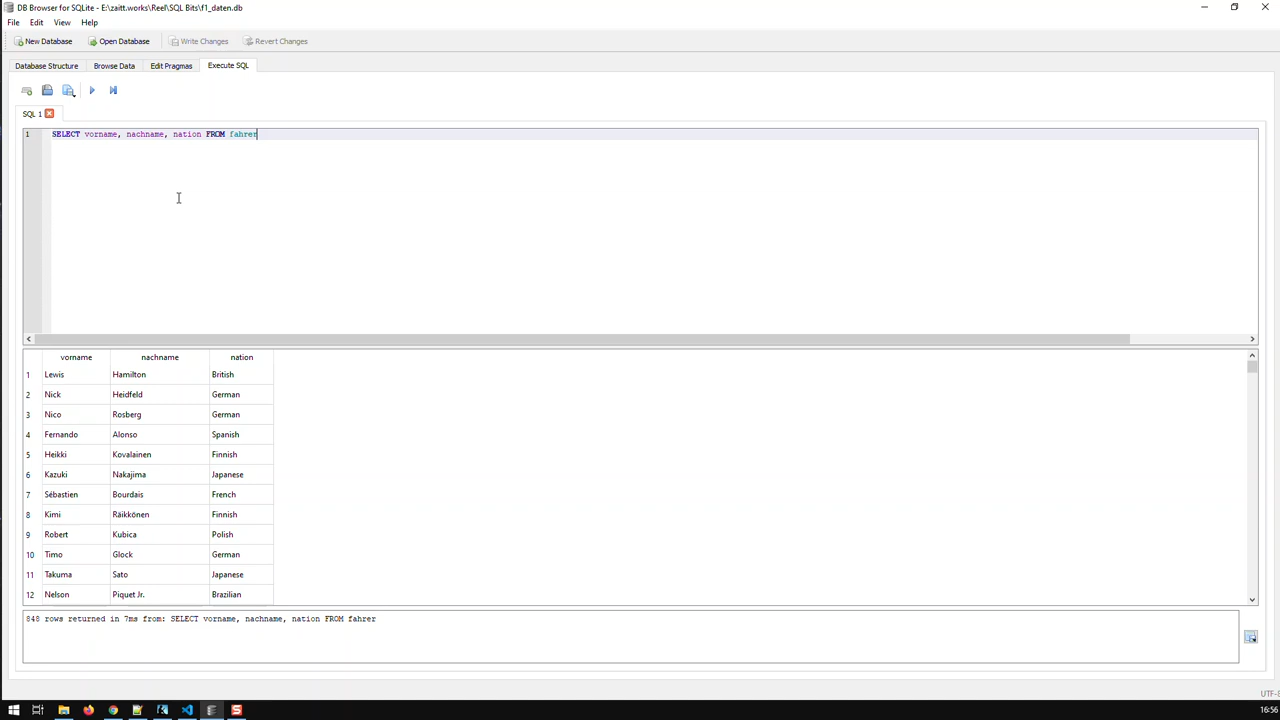 DB Browser for SQLite - E:\zaitt.works\Reel\SQL Bits\f1_daten.db
File Edit View Help
New Database Open Database Write Changes Revert Changes
Database Structure Browse Data Edit Pragmas Execute SQL
SQL 1
1 SELECT vorname, nachname, nation FROM fahrer
vorname nachname nation
1 Lewis Hamilton British
2 Nick Heidfeld German
3 Nico Rosberg German
4 Fernando Alonso Spanish
5 Heikki Kovalainen Finnish
6 Kazuki Nakajima Japanese
7 Sébastien Bourdais French
8 Kimi Räikkönen Finnish
9 Robert Kubica Polish
10 Timo Glock German
11 Takuma Sato Japanese
12 Nelson Piquet Jr. Brazilian
848 rows returned in 7ms from: SELECT vorname, nachname, nation FROM fahrer
UTF-8
16:56